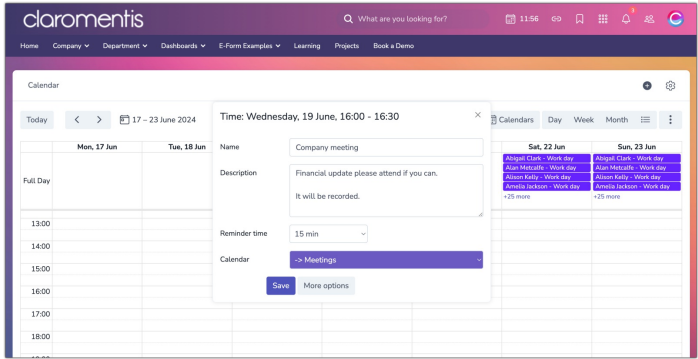 claromentis
What are you looking for?
11:56
3
Home Company Department Dashboards E-Form Examples Learning Projects Book a Demo
Calendar
Today 17 – 23 June 2024 Calendars Day Week Month
Time: Wednesday, 19 June, 16:00 - 16:30
Mon, 17 Jun Tue, 18 Jun Sat, 22 Jun Sun, 23 Jun
Name Company meeting
Description Financial update please attend if you can.
It will be recorded.
Full Day
Abigail Clark - Work day Abigail Clark - Work day
Alan Metcalfe - Work day Alan Metcalfe - Work day
Alison Kelly - Work day Alison Kelly - Work day
Amelia Jackson - Work day Amelia Jackson - Work day
+25 more +25 more
Reminder time 15 min
Calendar -> Meetings
Save More options
13:00
14:00
15:00
16:00
17:00
18:00